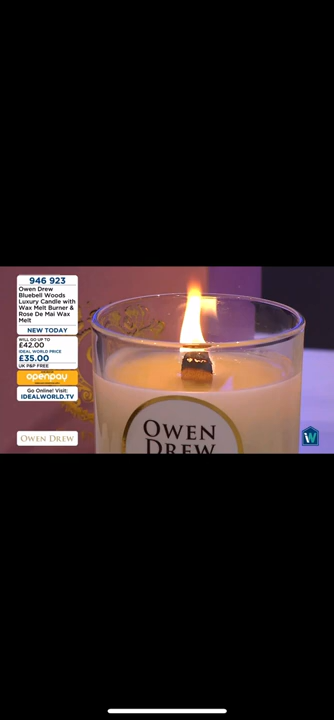 946 923
Owen Drew
Bluebell Woods
Luxury Candle with
Wax Melt Burner &
Rose De Mai Wax
Melt
NEW TODAY
WILL GO UP TO
£42.00
IDEAL WORLD PRICE
£35.00
UK P&P FREE
openpay
Go Online! Visit:
IDEALWORLD.TV
OWEN DREW
OWEN
DREW